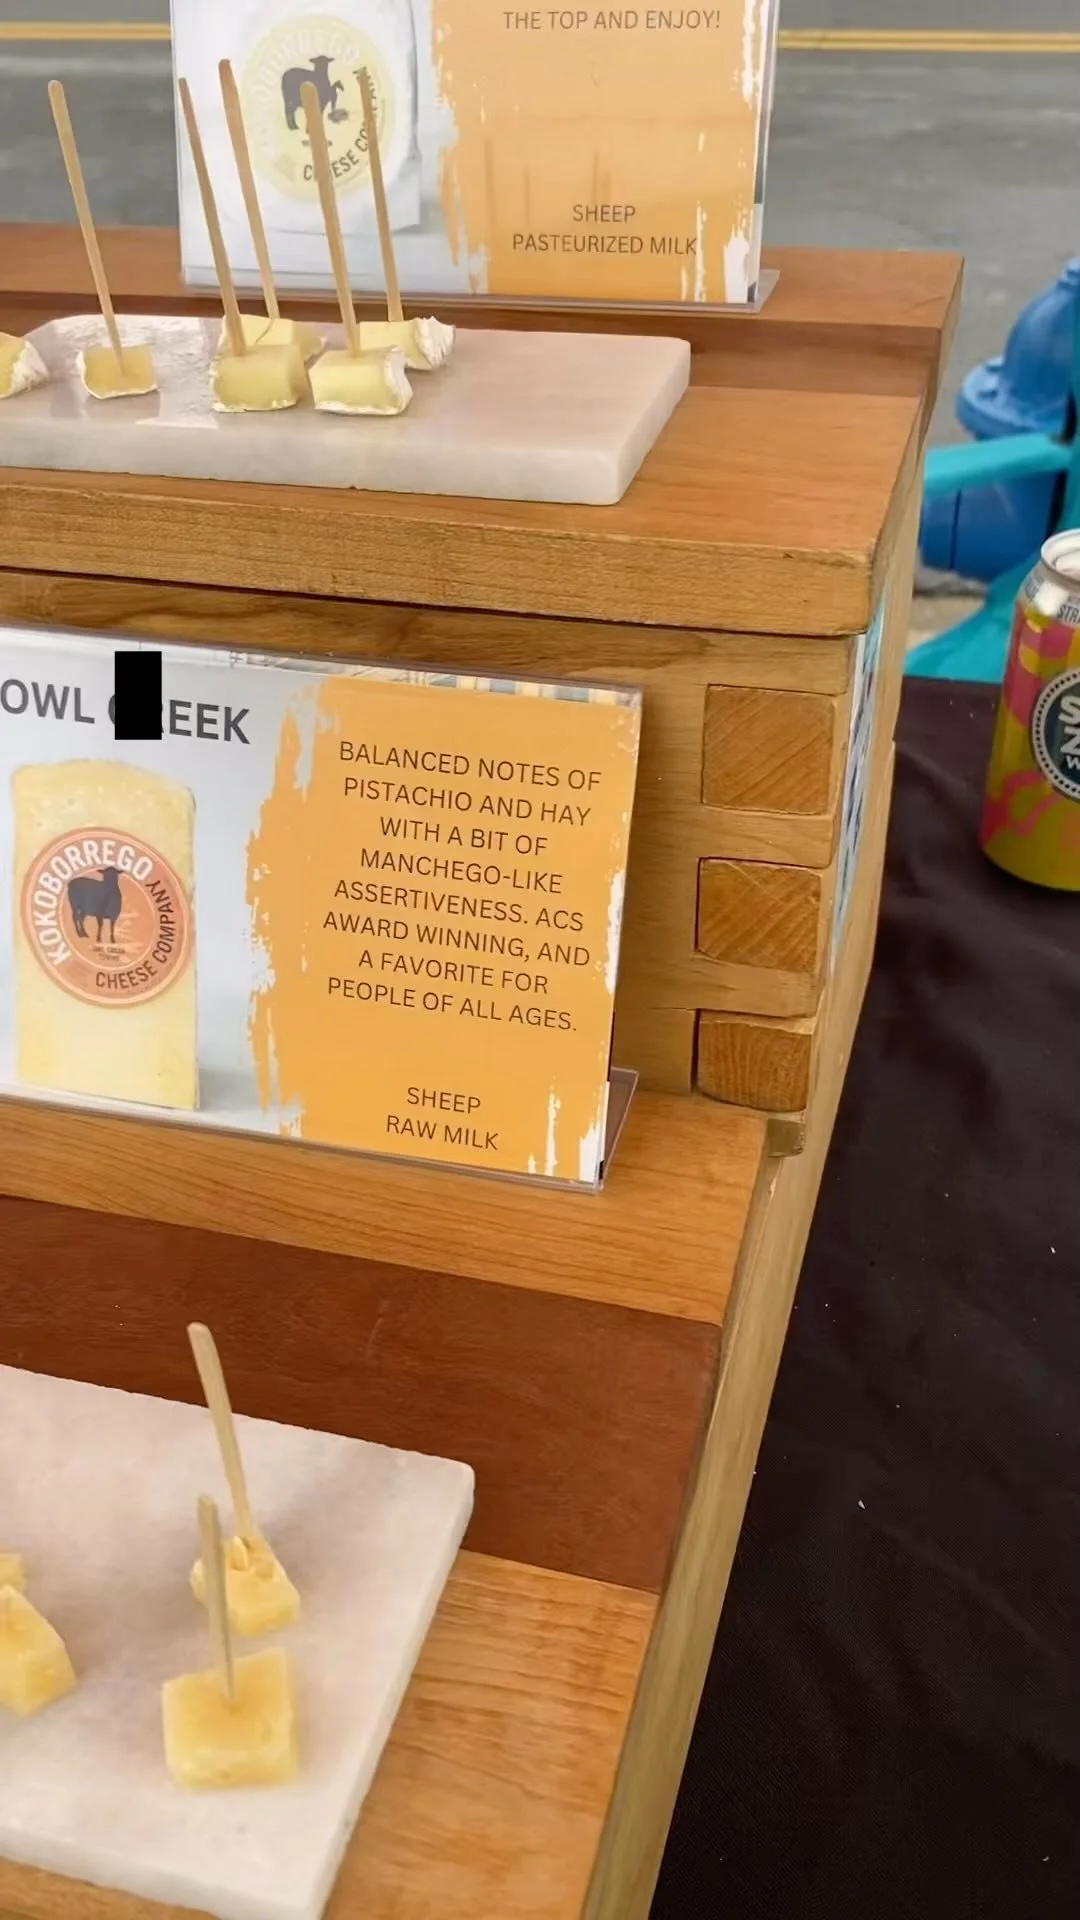 THE TOP AND ENJOY!
SHEEP
PASTEURIZED MILK
OWL
BALANCED NOTES OF
PISTACHIO AND HAY
WITH A BIT OF
MANCHEGO-LIKE
ASSERTIVENESS. ACS
AWARD WINNING, AND
A FAVORITE FOR
PEOPLE OF ALL AGES.
SHEEP
RAW MILK
KOKOBORREGO
CHEESE COMPANY